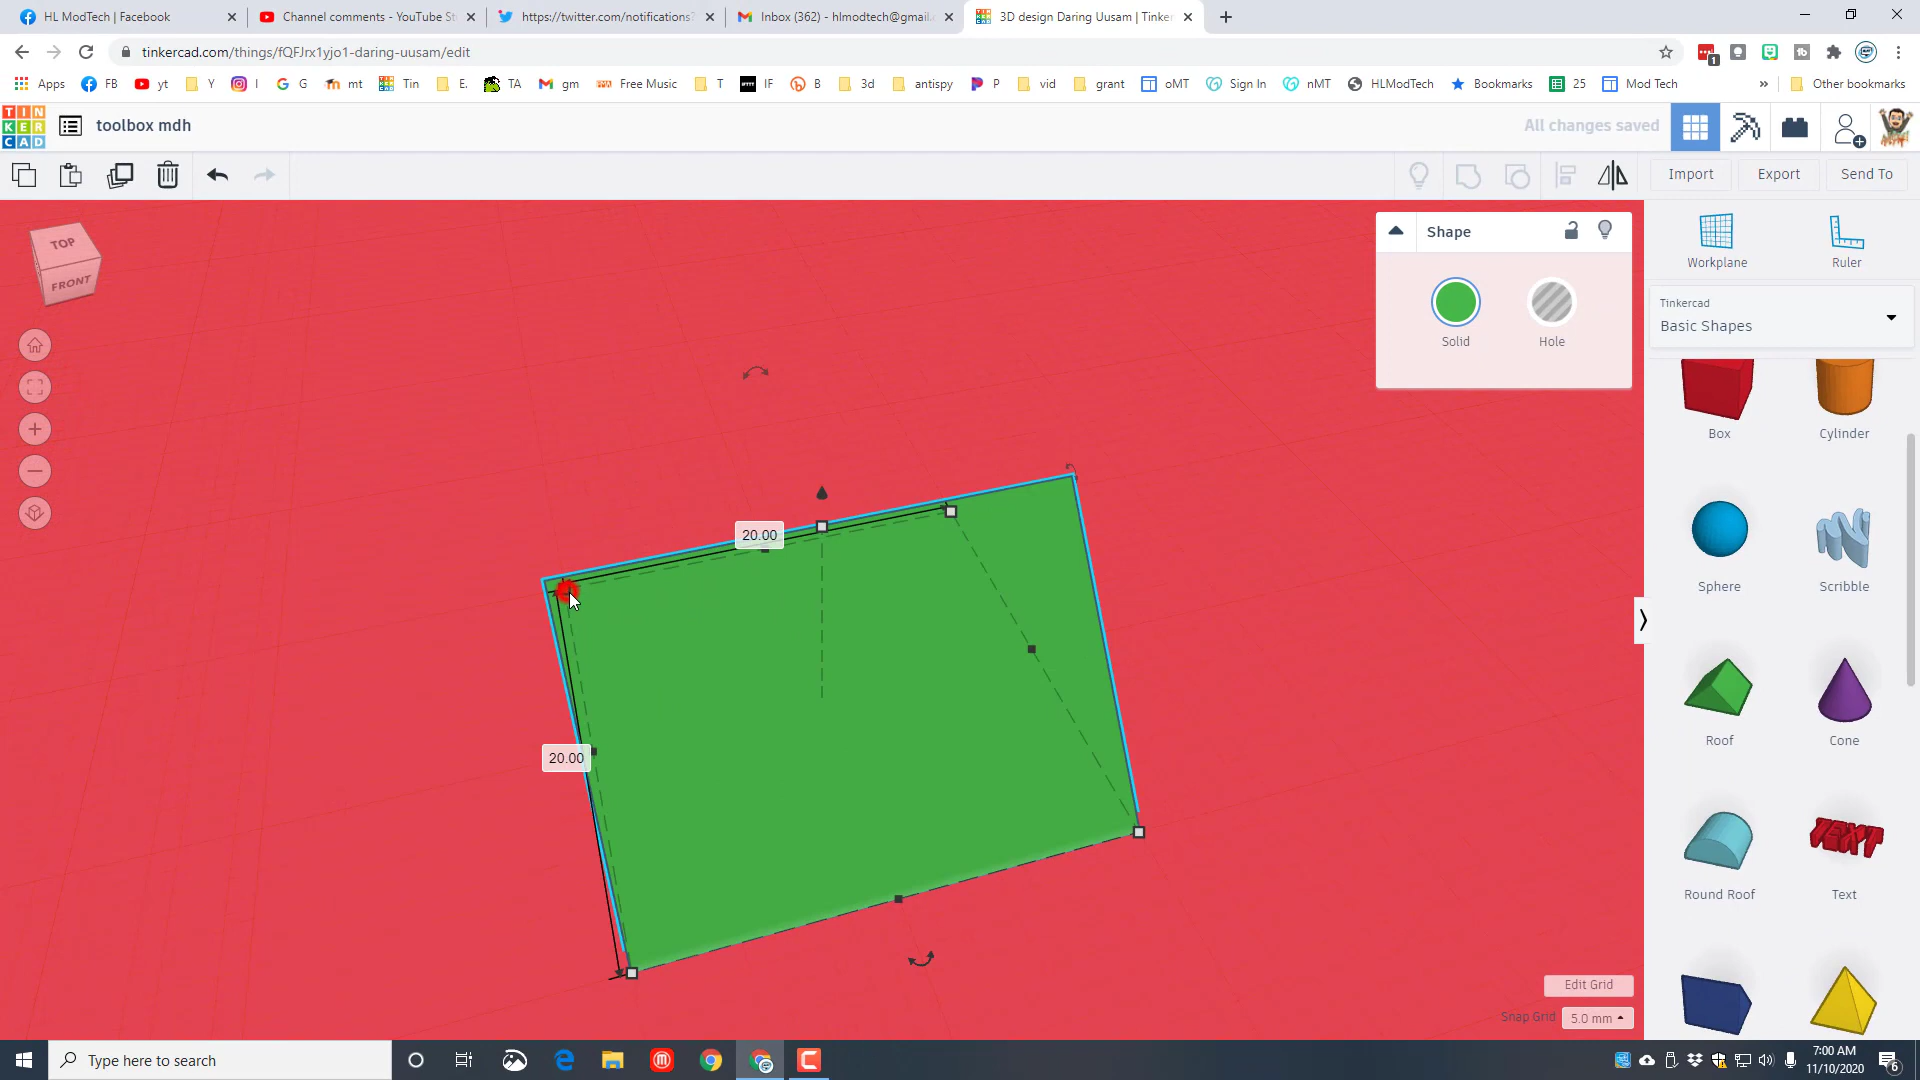 HL ModTech | Facebook
Channel comments - YouTube St
https://twitter.com/notifications?
Inbox (362) - hlmodtech@gmail.c
3D design Daring Uusam | Tinker
tinkercad.com/things/fQFJrx1yjo1-daring-uusam/edit
1
Apps
FB
yt
Y
I
G
mt
Tin
E.
TA
gm
Free Music
T
IF
B
3d
antispy
P
vid
grant
oMT
Sign In
nMT
HLModTech
Bookmarks
25
Mod Tech
»
Other bookmarks
TIN
KER
CAD
toolbox mdh
All changes saved
Import
Export
Send To
TOP
FRONT
Shape
Solid
Hole
Workplane
Ruler
Tinkercad
Basic Shapes
Box
Cylinder
Sphere
Scribble
Roof
Cone
Round Roof
TEXT
Text
20.00
20.00
Edit Grid
Snap Grid
5.0 mm
Type here to search
7:00 AM
11/10/2020
6